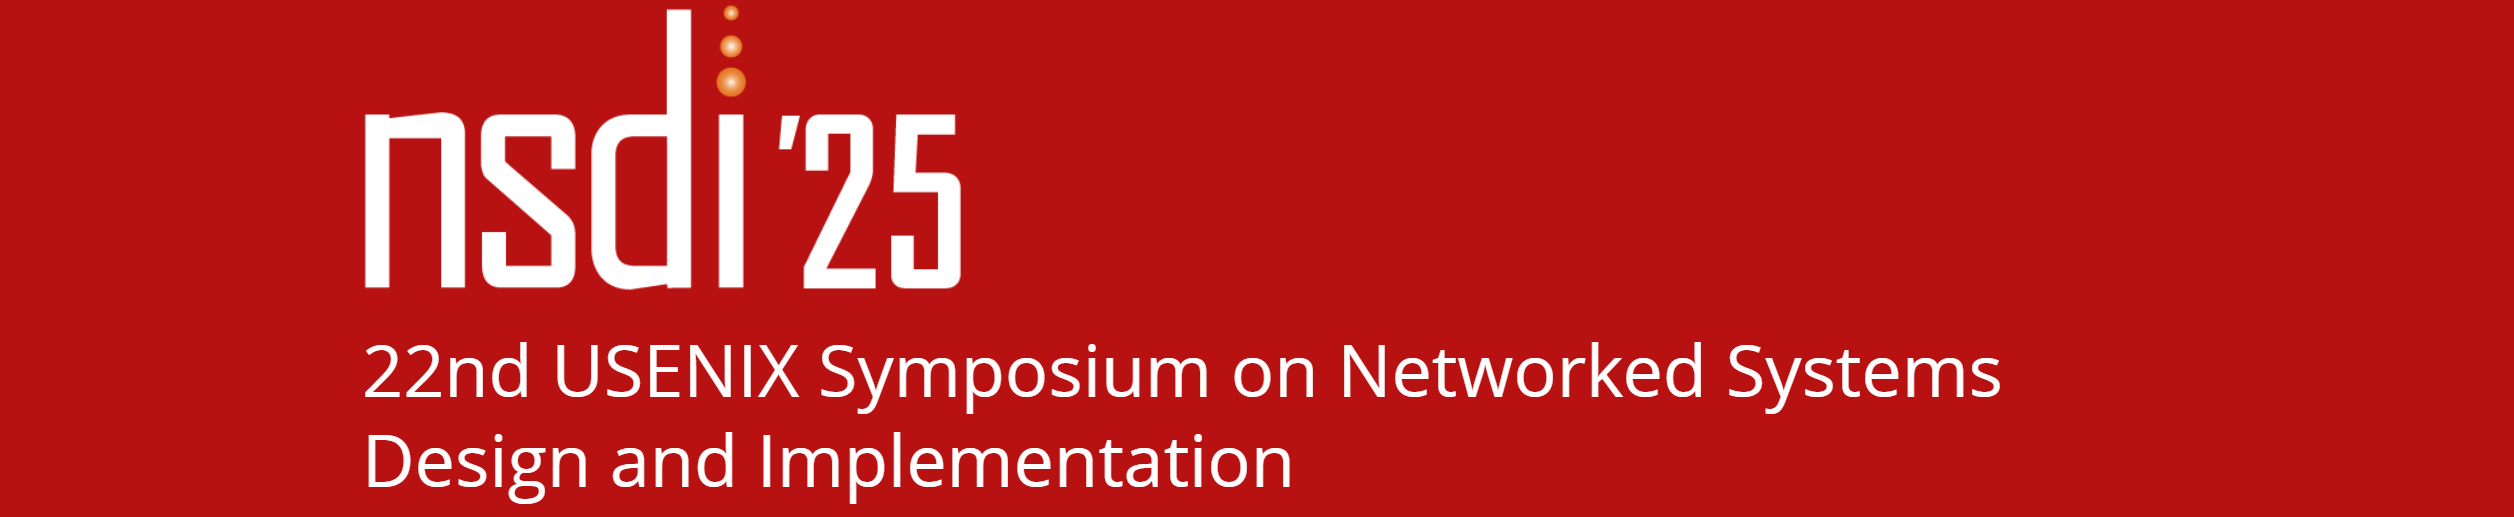 nsdi '25
22nd USENIX Symposium on Networked Systems
Design and Implementation